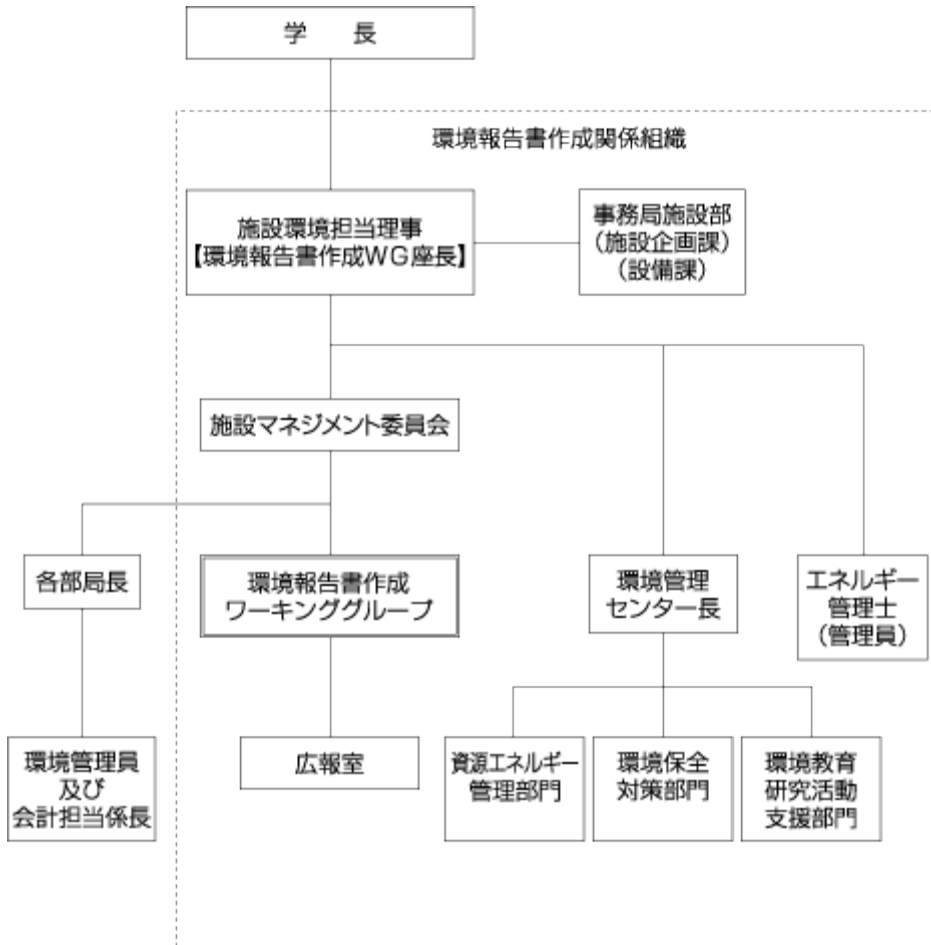 学　　長
環境報告書作成関係組織
施設環境担当理事
【環境報告書作成WG座長】
事務局施設部
(施設企画課)
(設備課)
施設マネジメント委員会
各部局長
環境報告書作成
ワーキンググループ
環境管理
センター長
エネルギー
管理士
(管理員)
環境管理員
及び
会計担当係長
広報室
資源エネルギー
管理部門
環境保全
対策部門
環境教育
研究活動
支援部門